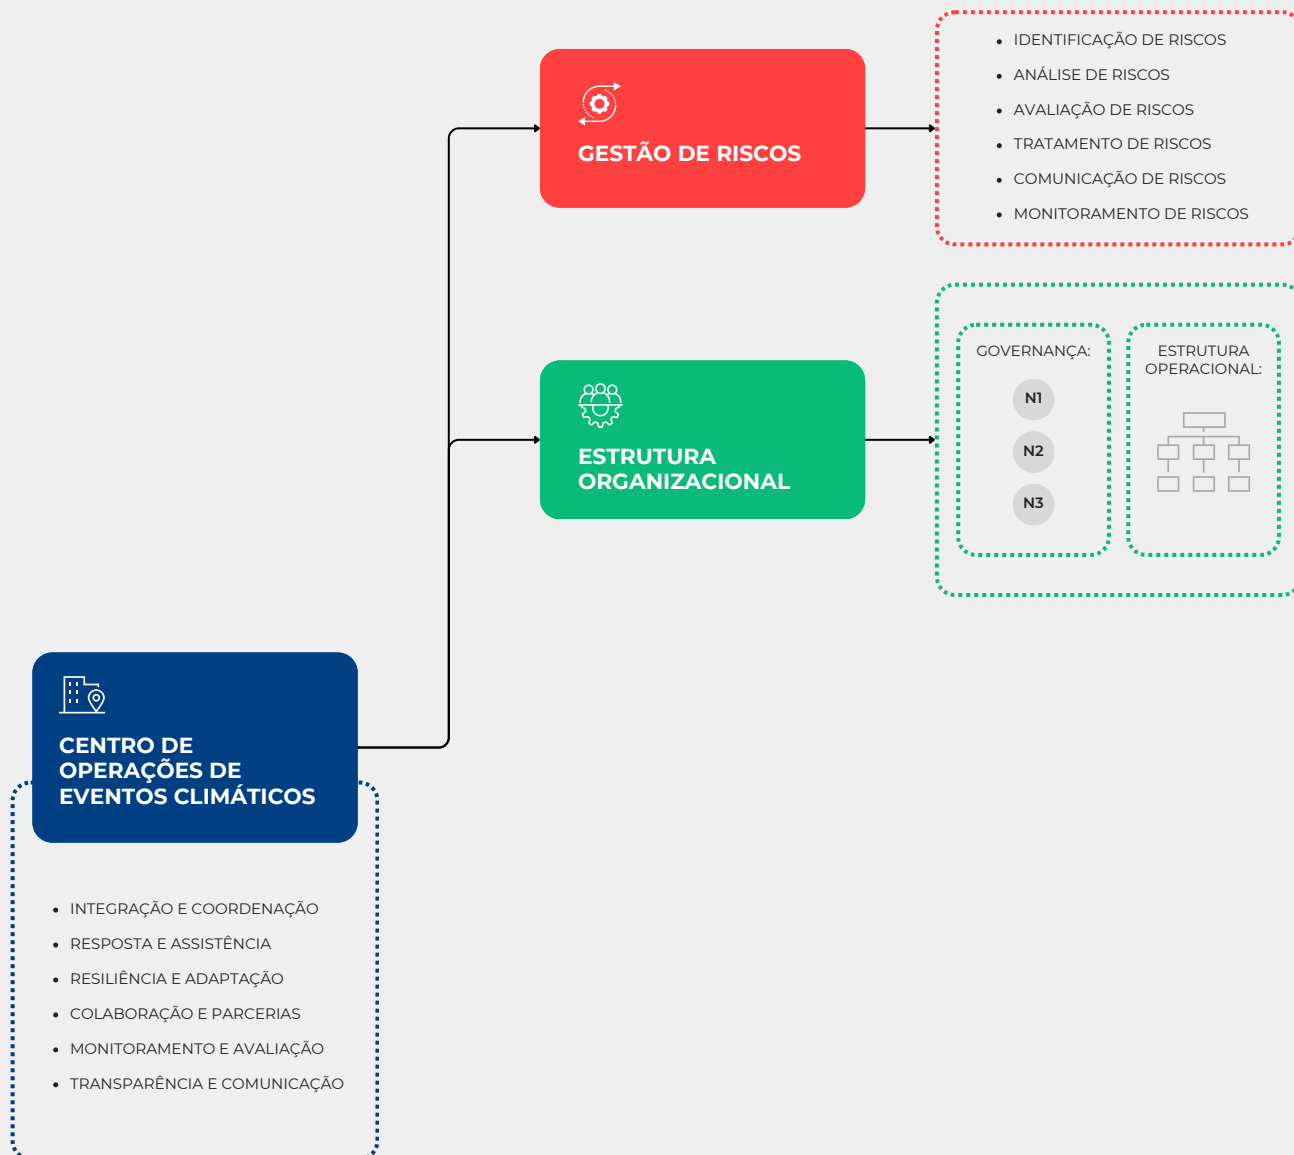 GESTÃO DE RISCOS
IDENTIFICAÇÃO DE RISCOS
ANÁLISE DE RISCOS
AVALIAÇÃO DE RISCOS
TRATAMENTO DE RISCOS
COMUNICAÇÃO DE RISCOS
MONITORAMENTO DE RISCOS
ESTRUTURA
ORGANIZACIONAL
GOVERNANÇA:
N1
N2
N3
ESTRUTURA
OPERACIONAL:
CENTRO DE
OPERAÇÕES DE
EVENTOS CLIMÁTICOS
INTEGRAÇÃO E COORDENAÇÃO
RESPOSTA E ASSISTÊNCIA
RESILIÊNCIA E ADAPTAÇÃO
COLABORAÇÃO E PARCERIAS
MONITORAMENTO E AVALIAÇÃO
TRANSPARÊNCIA E COMUNICAÇÃO